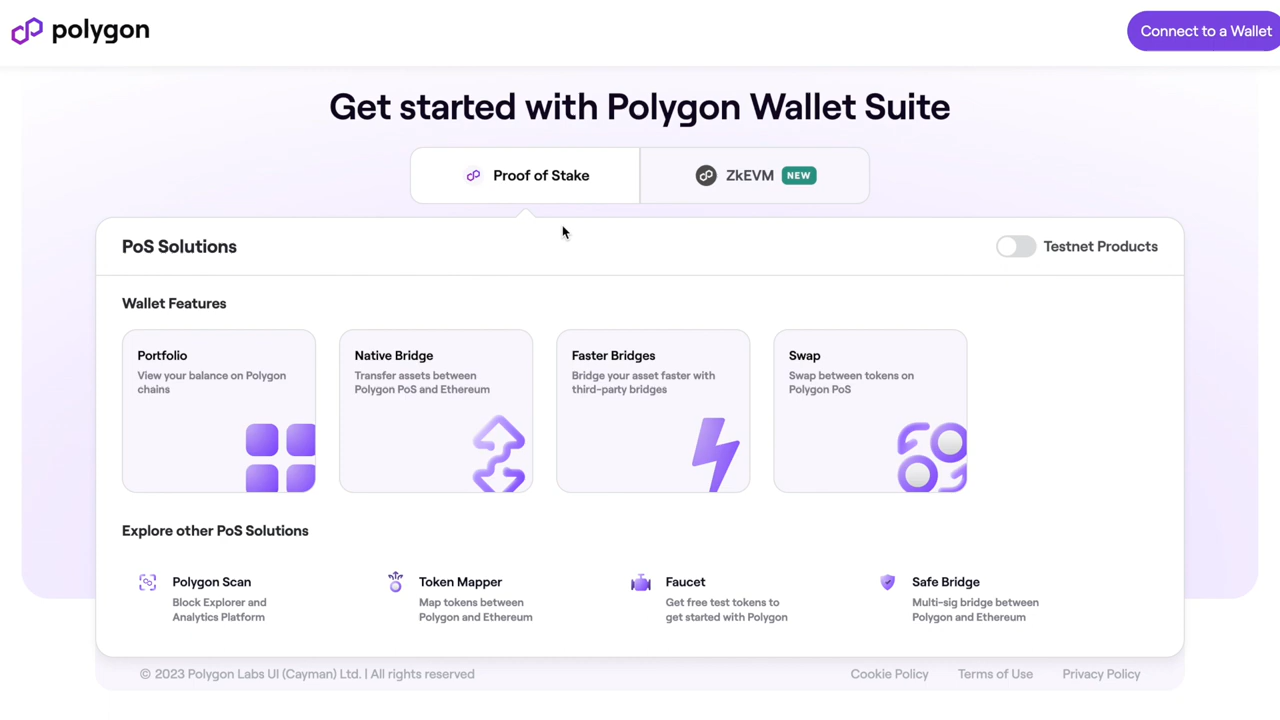 polygon
Connect to a Wallet
Get started with Polygon Wallet Suite
Proof of Stake
ZkEVM NEW
PoS Solutions
Testnet Products
Wallet Features
Portfolio
View your balance on Polygon
chains
Native Bridge
Transfer assets between
Polygon PoS and Ethereum
Faster Bridges
Bridge your asset faster with
third-party bridges
Swap
Swap between tokens on
Polygon PoS
Explore other PoS Solutions
Polygon Scan
Block Explorer and
Analytics Platform
Token Mapper
Map tokens between
Polygon and Ethereum
Faucet
Get free test tokens to
get started with Polygon
Safe Bridge
Multi-sig bridge between
Polygon and Ethereum
© 2023 Polygon Labs UI (Cayman) Ltd. | All rights reserved
Cookie Policy
Terms of Use
Privacy Policy